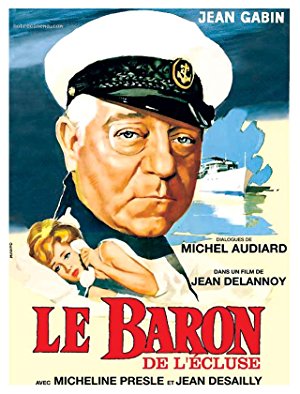 JEAN GABIN
DIALOGUES DE
MICHEL AUDIARD
DANS UN FILM DE
JEAN DELANNOY
LE BARON
DE L'ÉCLUSE
AVEC MICHELINE PRESLE ET JEAN DESAILLY